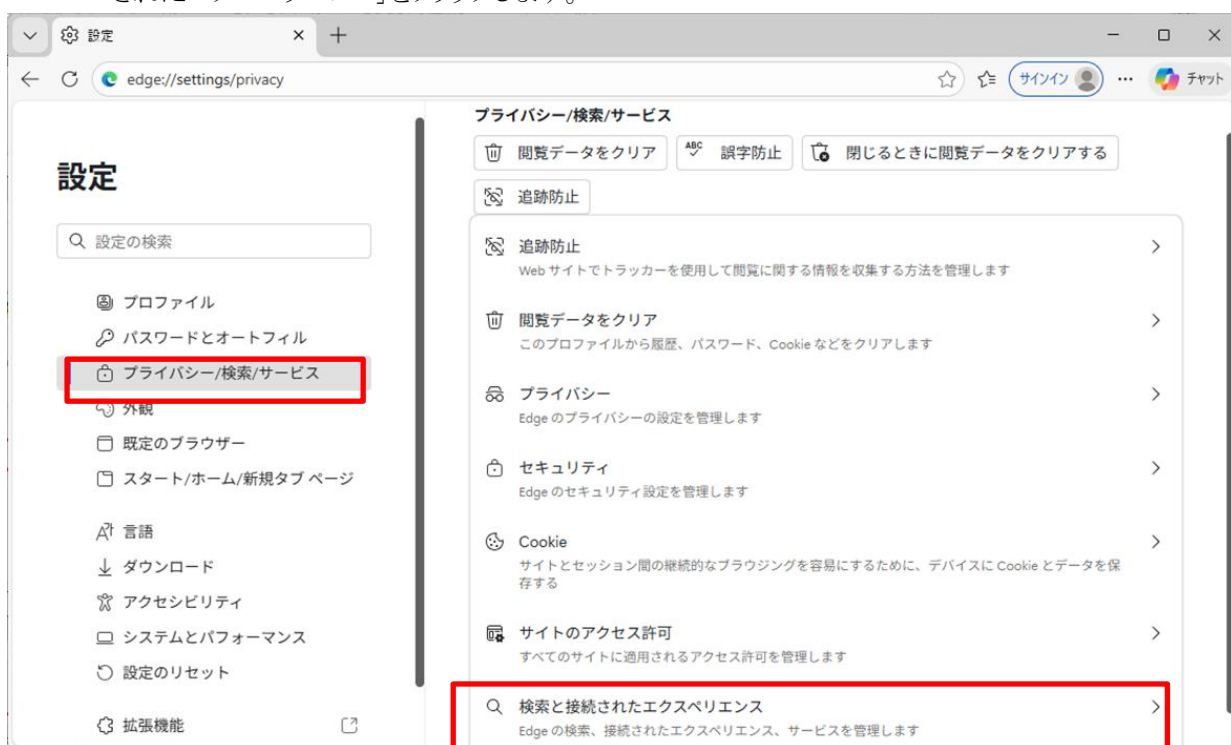 設定
edge://settings/privacy
サインイン
チャット
設定
設定の検索
プロファイル
パスワードとオートフィル
プライバシー/検索/サービス
外観
既定のブラウザー
スタート/ホーム/新規タブ ページ
言語
ダウンロード
アクセシビリティ
システムとパフォーマンス
設定のリセット
拡張機能
プライバシー/検索/サービス
閲覧データをクリア
ABC 誤字防止
閉じるときに閲覧データをクリアする
追跡防止
追跡防止
Web サイトでトラッカーを使用して閲覧に関する情報を収集する方法を管理します
閲覧データをクリア
このプロファイルから履歴、パスワード、Cookie などをクリアします
プライバシー
Edge のプライバシーの設定を管理します
セキュリティ
Edge のセキュリティ設定を管理します
Cookie
サイトとセッション間の継続的なブラウジングを容易にするために、デバイスに Cookie とデータを保
存する
サイトのアクセス許可
すべてのサイトに適用されるアクセス許可を管理します
検索と接続されたエクスペリエンス
Edge の検索、接続されたエクスペリエンス、サービスを管理します